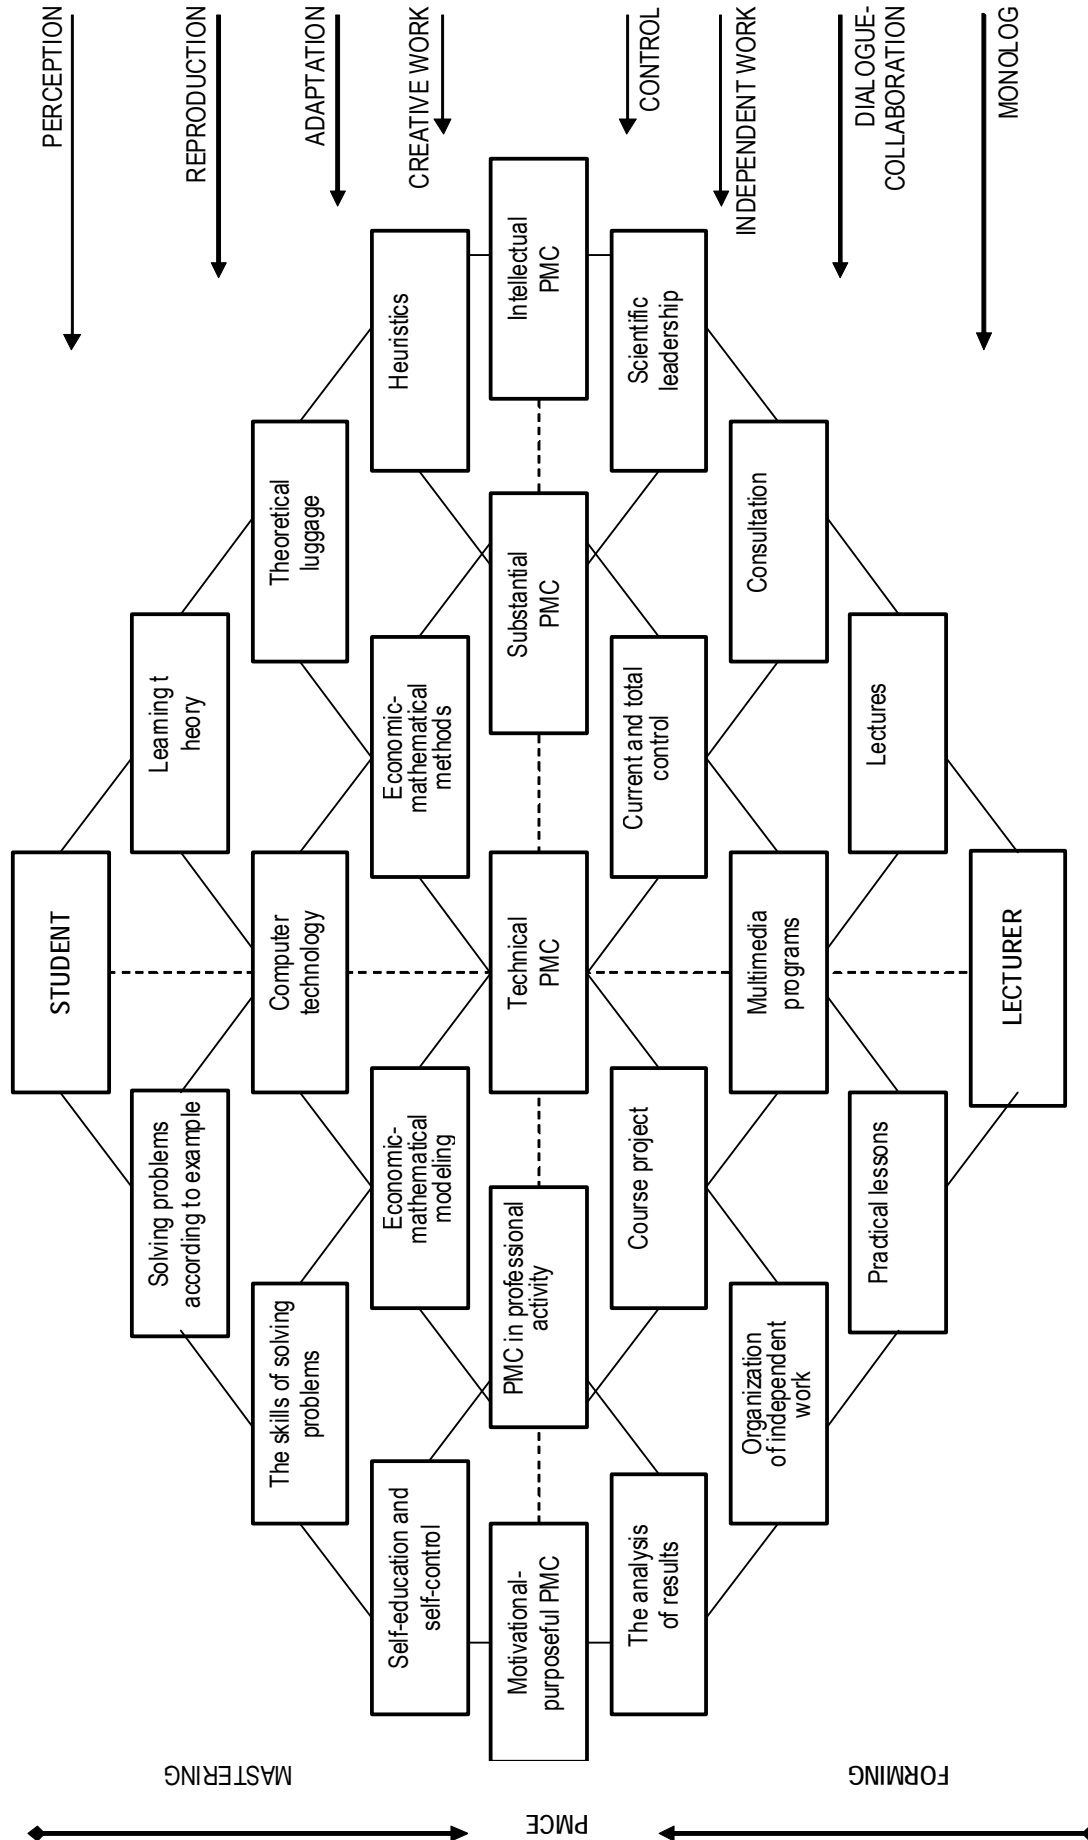 PERCEPTION
REPRODUCTION
ADAPTATION
CREATIVE WORK
CONTROL
INDEPENDENT WORK
DIALOGUE-
COLLABORATION
MONOLOG
STUDENT
Solving problems
according to example
Learning t
heory
The skills of solving
problems
Computer
technology
Theoretical
luggage
Self-education and
self-control
Economic-
mathematical
modeling
Economic-
mathematical
methods
Heuristics
Motivational-
purposeful PMC
PMC in professional
activity
Technical
PMC
Substantial
PMC
Intellectual
PMC
The analysis
of results
Course project
Current and total
control
Scientific
leadership
Organization
of independent
work
Multimedia
programs
Consultation
Practical lessons
Lectures
LECTURER
MASTERING
PMCE
FORMING